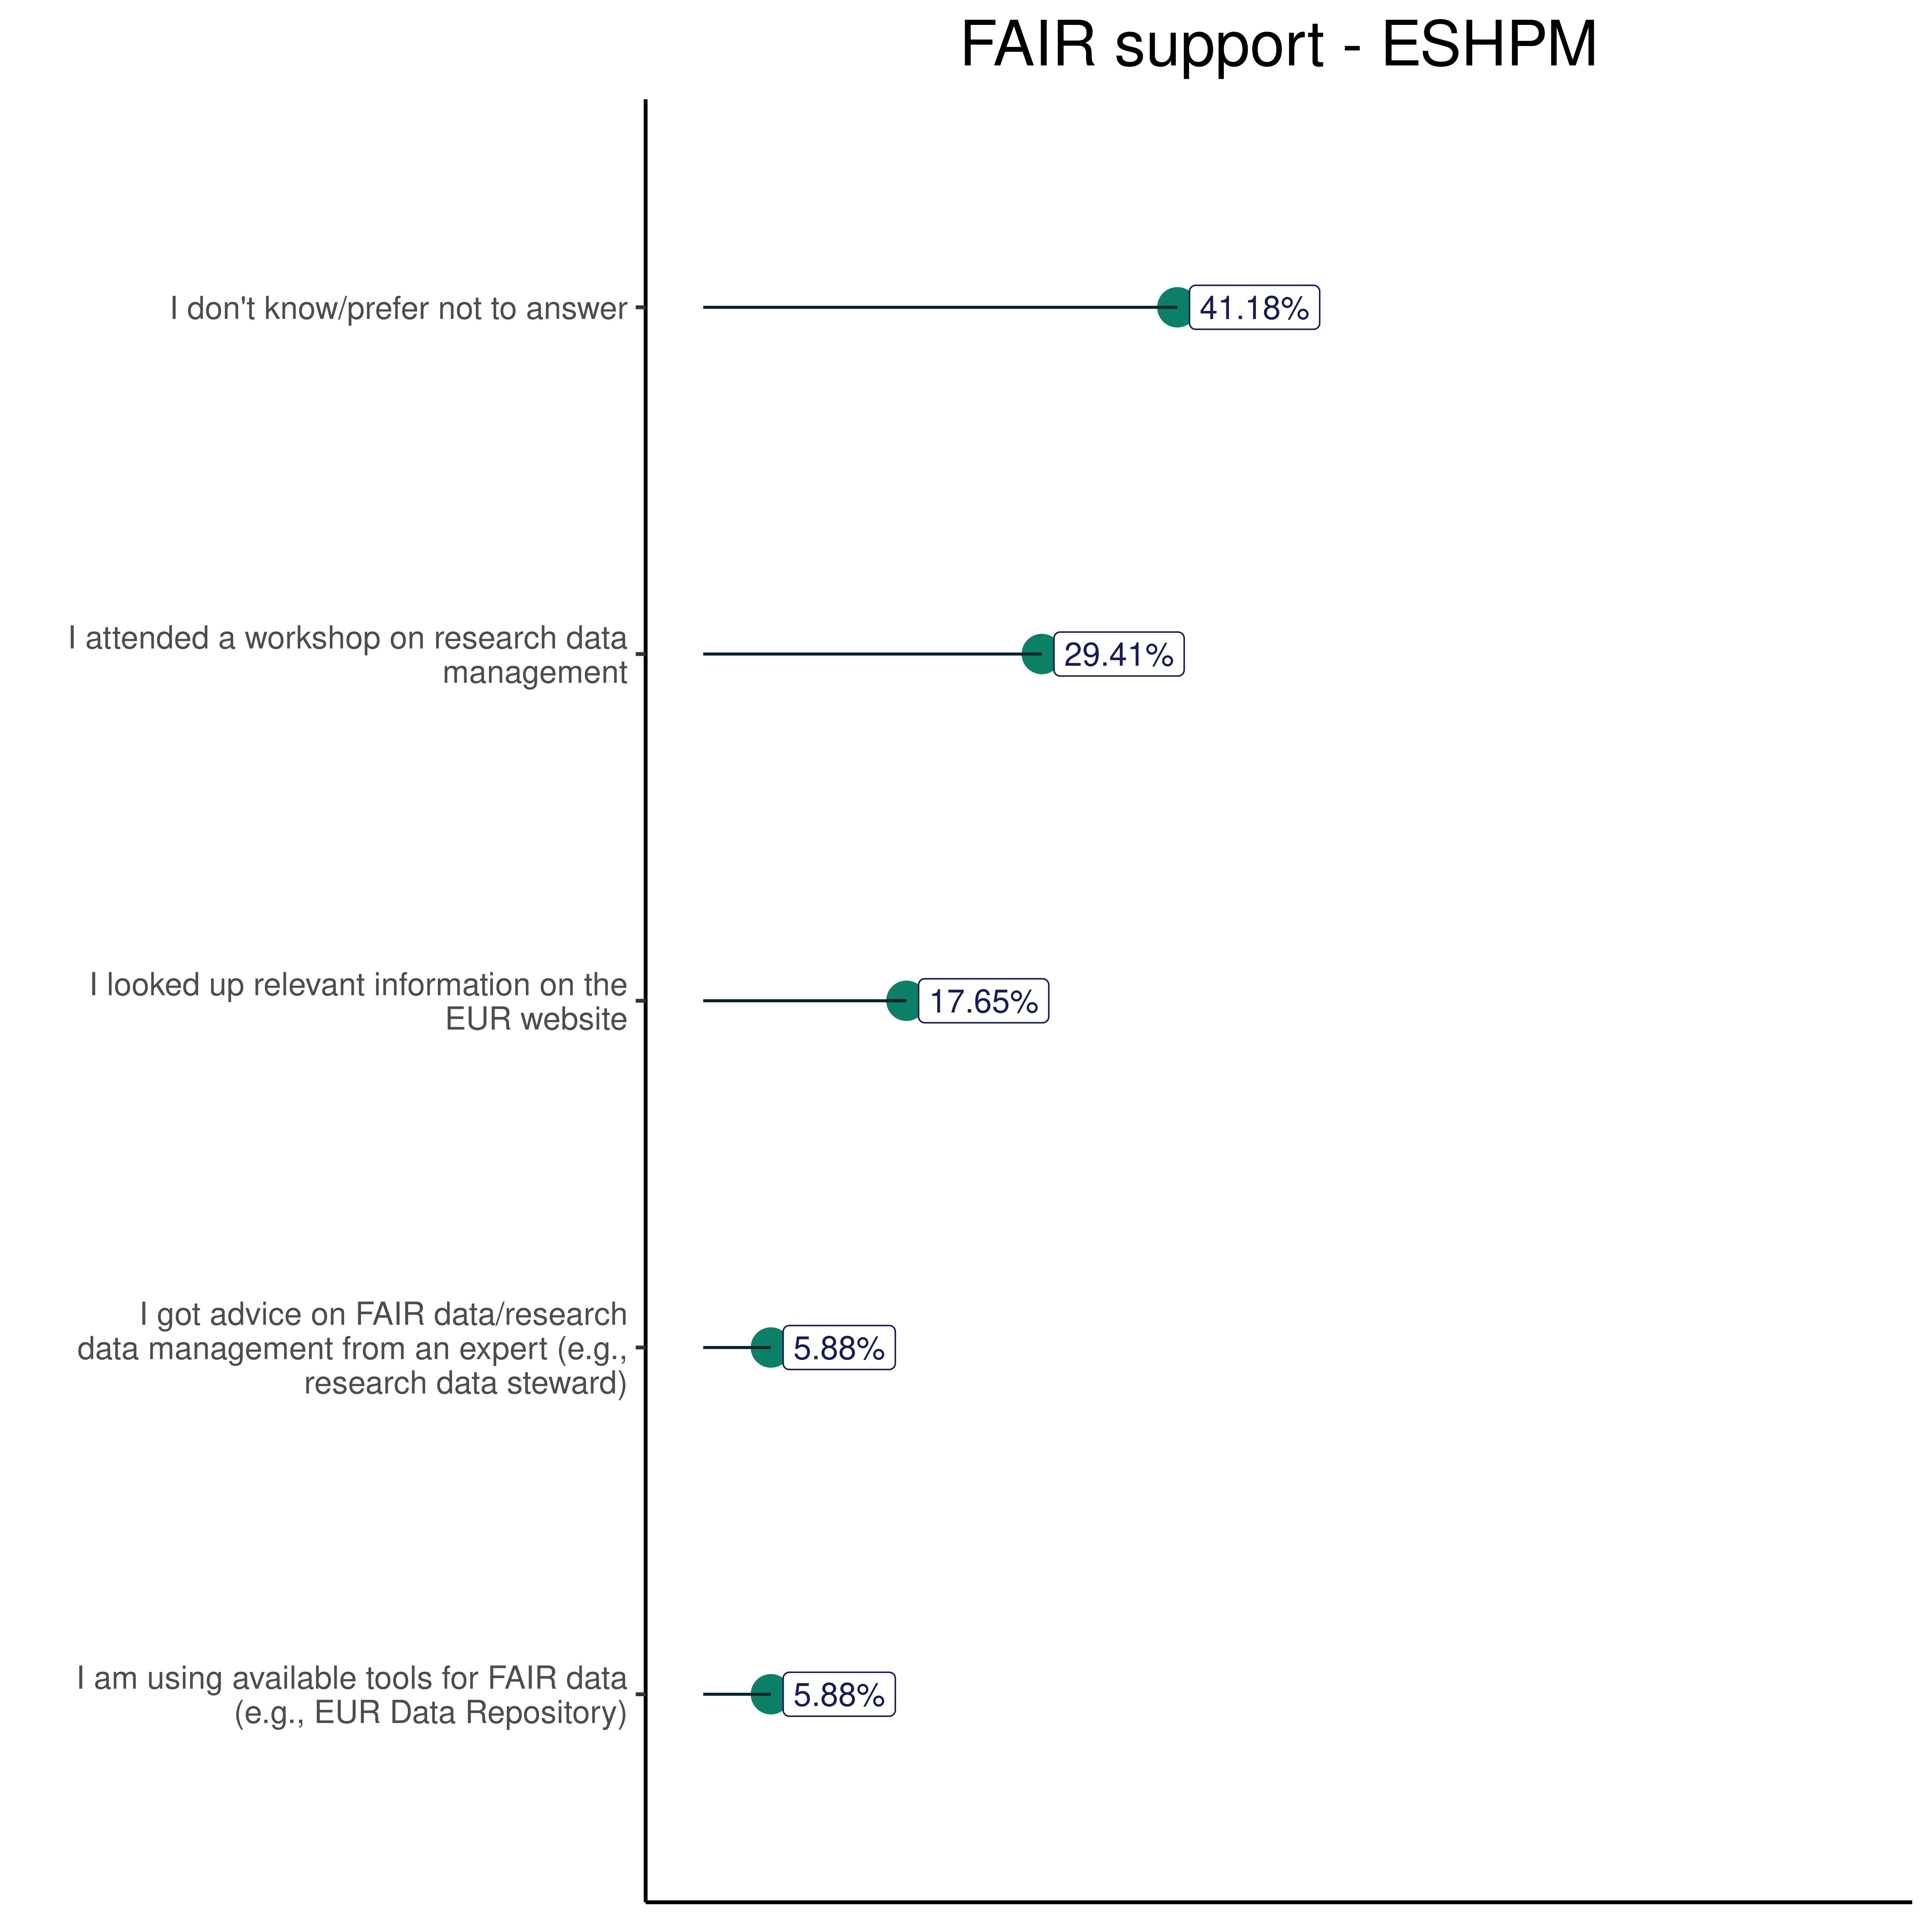 FAIR support - ESHPM
I don't know/prefer not to answer
41.18%
I attended a workshop on research data
management
29.41%
I looked up relevant information on the
EUR website
17.65%
I got advice on FAIR data/research
data management from an expert (e.g.,
research data steward)
5.88%
I am using available tools for FAIR data
(e.g., EUR Data Repository)
5.88%